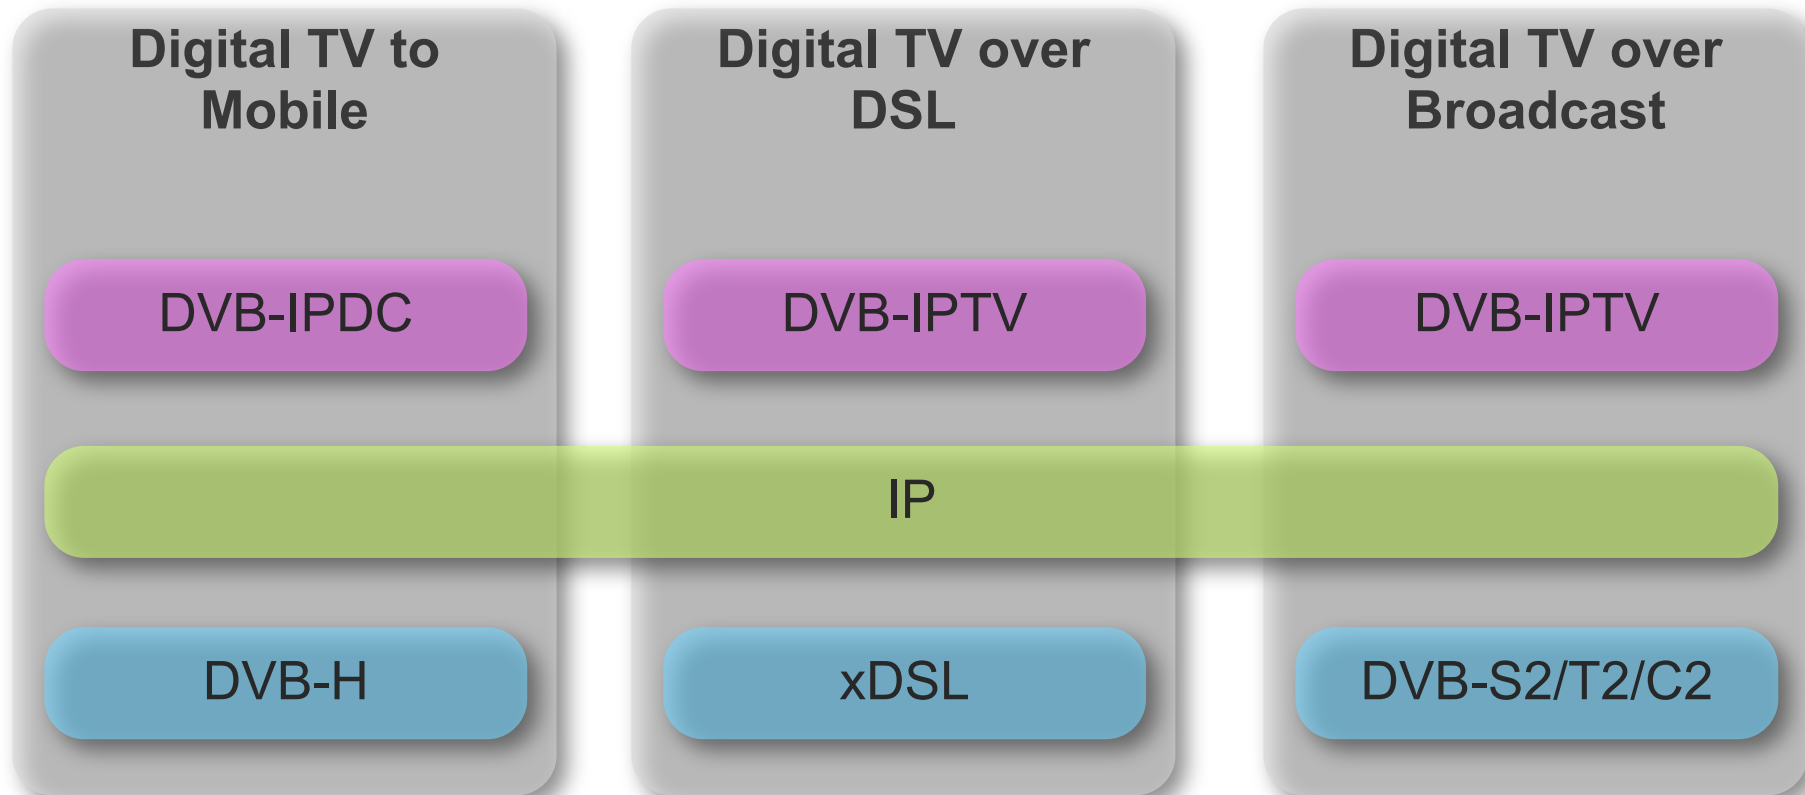 Digital TV to
Mobile
Digital TV over
DSL
Digital TV over
Broadcast
DVB-IPDC
DVB-IPTV
DVB-IPTV
IP
DVB-H
xDSL
DVB-S2/T2/C2